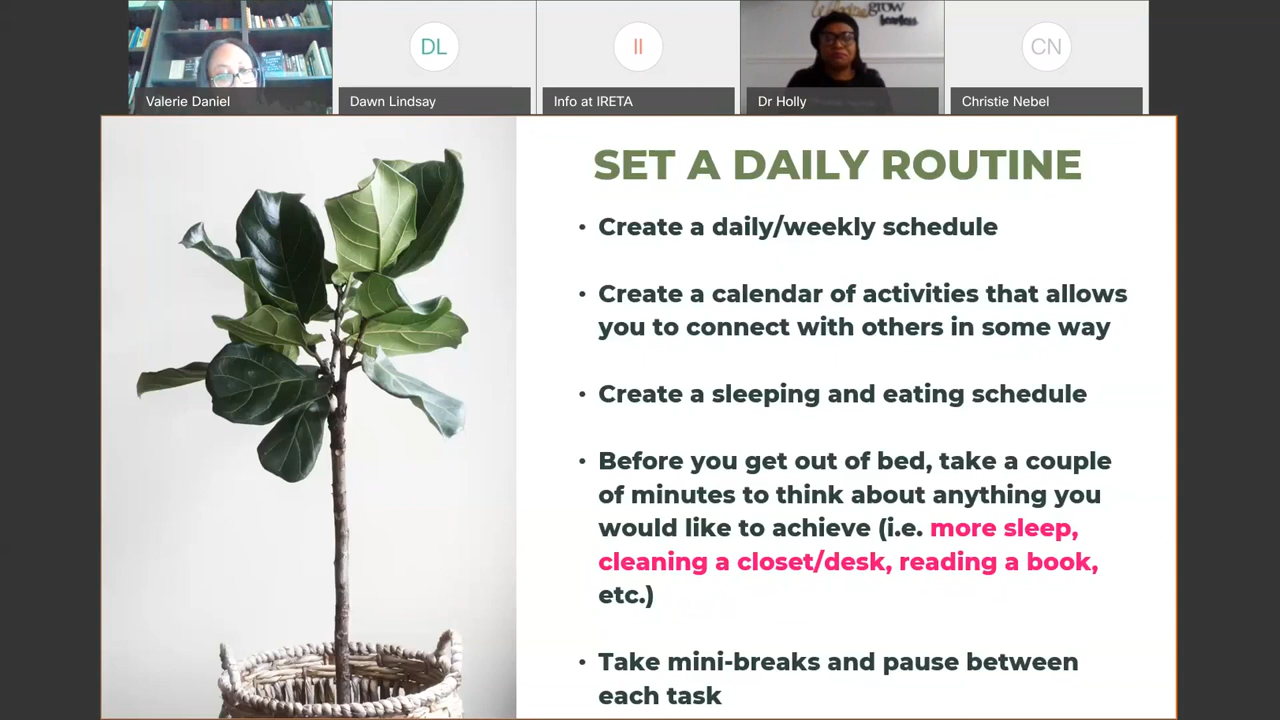 grow
fearless
DL
II
CN
Valerie Daniel
Dawn Lindsay
Info at IRETA
Dr Holly
Christie Nebel
SET A DAILY ROUTINE
• Create a daily/weekly schedule
• Create a calendar of activities that allows
you to connect with others in some way
• Create a sleeping and eating schedule
• Before you get out of bed, take a couple
of minutes to think about anything you
would like to achieve (i.e. more sleep,
cleaning a closet/desk, reading a book,
etc.)
• Take mini-breaks and pause between
each task